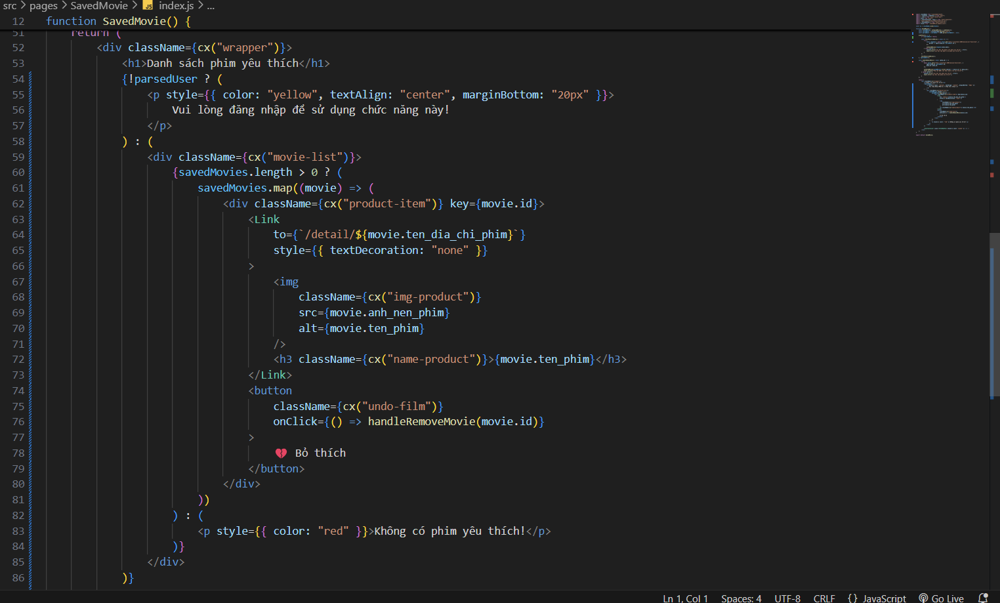 src > pages > SavedMovie > JS index.js > ...
12 function SavedMovie() {
51 return (
52 <div className={cx("wrapper")}>
53 <h1>Danh sách phim yêu thích</h1>
54 {!parsedUser ? (
55 <p style={{ color: "yellow", textAlign: "center", marginBottom: "20px" }}>
56 Vui lòng đăng nhập để sử dụng chức năng này!
57 </p>
58 ) : (
59 <div className={cx("movie-list")}>
60 {savedMovies.length > 0 ? (
61 savedMovies.map((movie) => (
62 <div className={cx("product-item")} key={movie.id}>
63 <Link
64 to={`/detail/${movie.ten_dia_chi_phim}`}
65 style={{ textDecoration: "none" }}
66 >
67 <img
68 className={cx("img-product")}
69 src={movie.anh_nen_phim}
70 alt={movie.ten_phim}
71 />
72 <h3 className={cx("name-product")}>{movie.ten_phim}</h3>
73 </Link>
74 <button
75 className={cx("undo-film")}
76 onClick={() => handleRemoveMovie(movie.id)}
77 >
78 💔 Bỏ thích
79 </button>
80 </div>
81 ))
82 ) : (
83 <p style={{ color: "red" }}>Không có phim yêu thích!</p>
84 )}
85 </div>
86 )}
Ln 1, Col 1 Spaces: 4 UTF-8 CRLF {} JavaScript Go Live